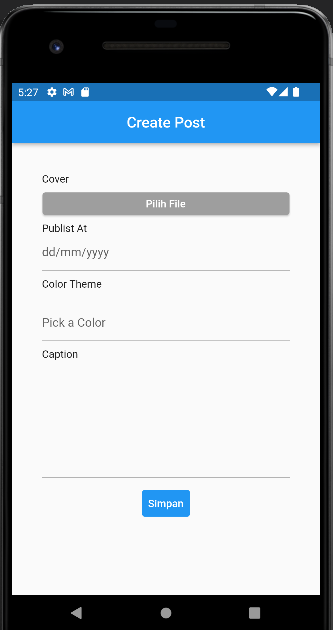 5:27
Create Post
Cover
Pilih File
Publist At
dd/mm/yyyy
Color Theme
Pick a Color
Caption
Simpan